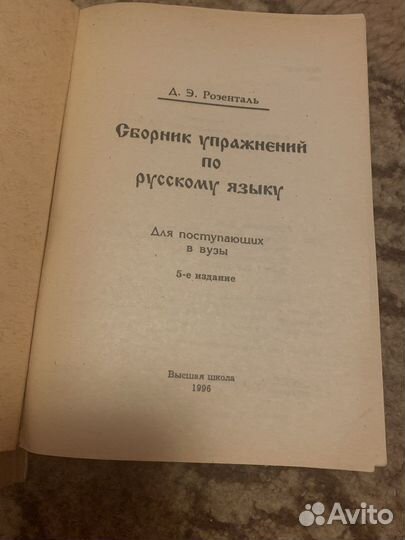 Д. Э. Розенталь
Сборник упражнений
по
русскому языку
Для поступающих
в вузы
5-е издание
Высшая школа
1996
Avito